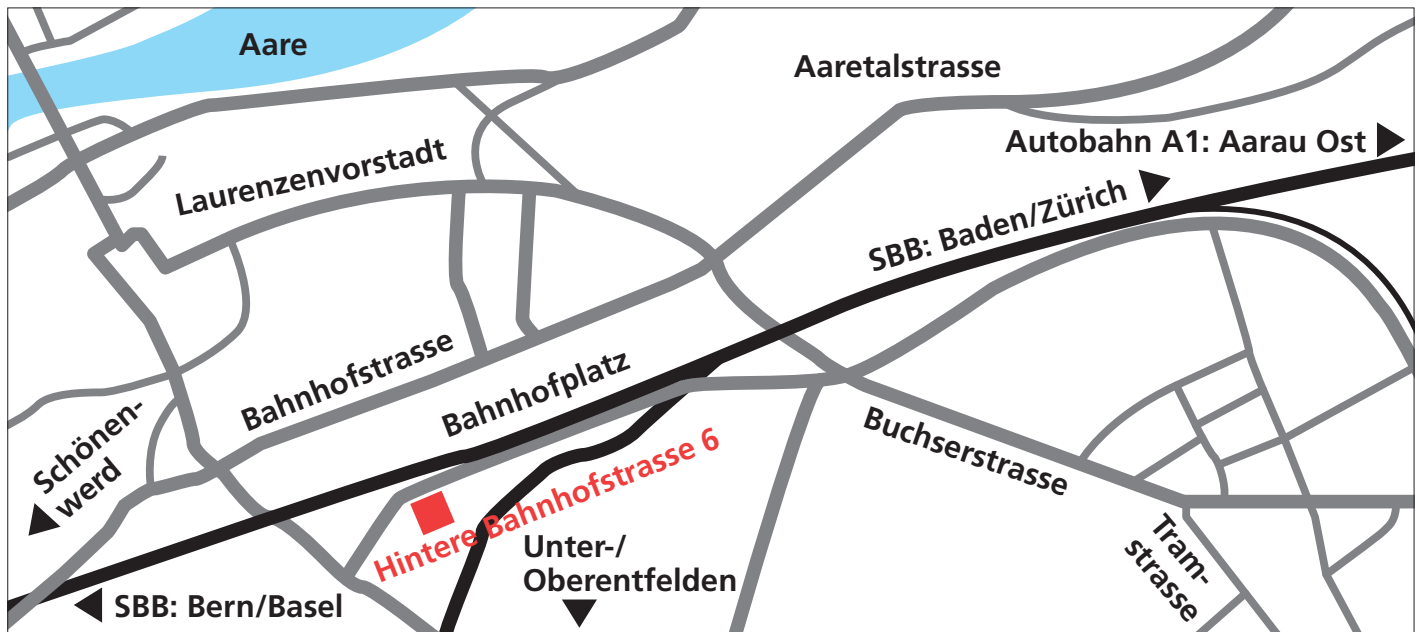 Aare
Aaretalstrasse
Autobahn A1: Aarau Ost
Laurenzenvorstadt
SBB: Baden/Zürich
Bahnhofstrasse
Bahnhofplatz
Schönen-
werd
Buchserstrasse
Hintere Bahnhofstrasse 6
Unter-/
Oberentfelden
Tram-
strasse
SBB: Bern/Basel